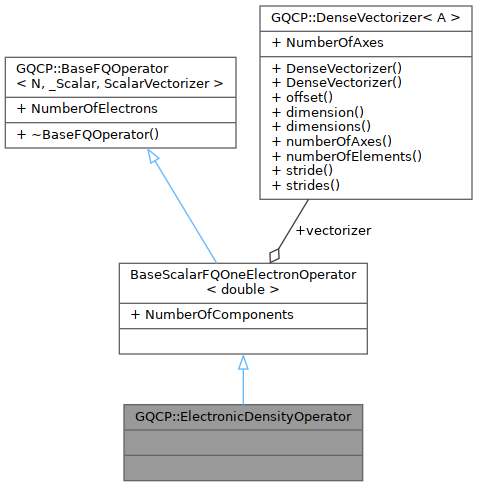 GQCP::DenseVectorizer< A >
+ NumberOfAxes
+ DenseVectorizer()
+ DenseVectorizer()
+ offset()
+ dimension()
+ dimensions()
+ numberOfAxes()
+ numberOfElements()
+ stride()
+ strides()
GQCP::BaseFQOperator
< N, _Scalar, ScalarVectorizer >
+ NumberOfElectrons
+ ~BaseFQOperator()
+vectorizer
BaseScalarFQOneElectronOperator
< double >
+ NumberOfComponents
GQCP::ElectronicDensityOperator